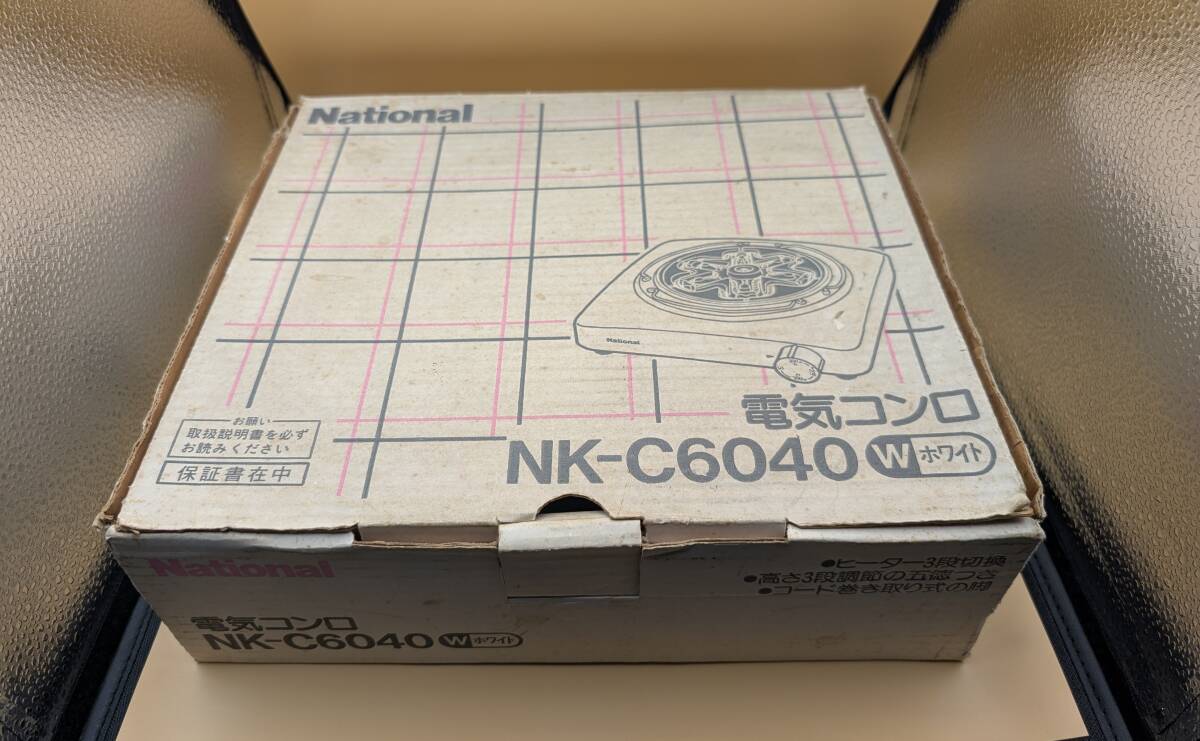 National
National
電気コンロ
NK-C6040 W ホワイト
お願い
取扱説明書を必ず
お読みください
保証書在中
National
電気コンロ
NK-C6040 W ホワイト
●ヒーター3段切換
●高さ3段調節の五徳つき
●コード巻き取り式の脚